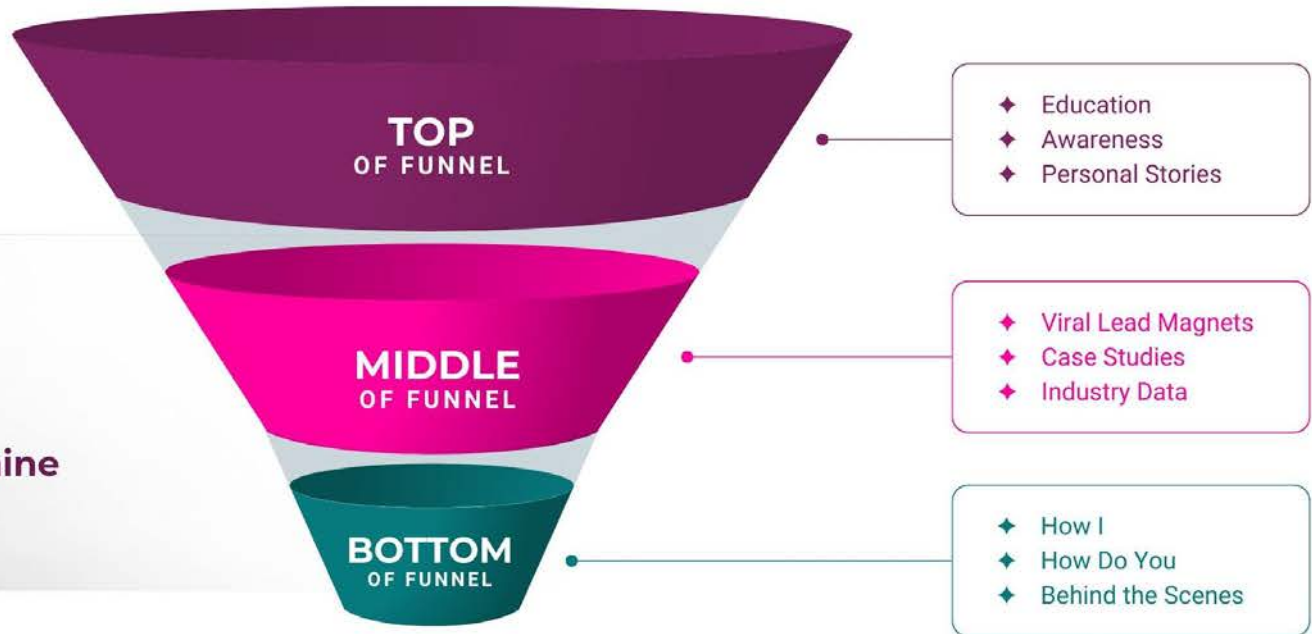 TOP
OF FUNNEL
Education
Awareness
Personal Stories
MIDDLE
OF FUNNEL
Viral Lead Magnets
Case Studies
Industry Data
ine
BOTTOM
OF FUNNEL
How I
How Do You
Behind the Scenes